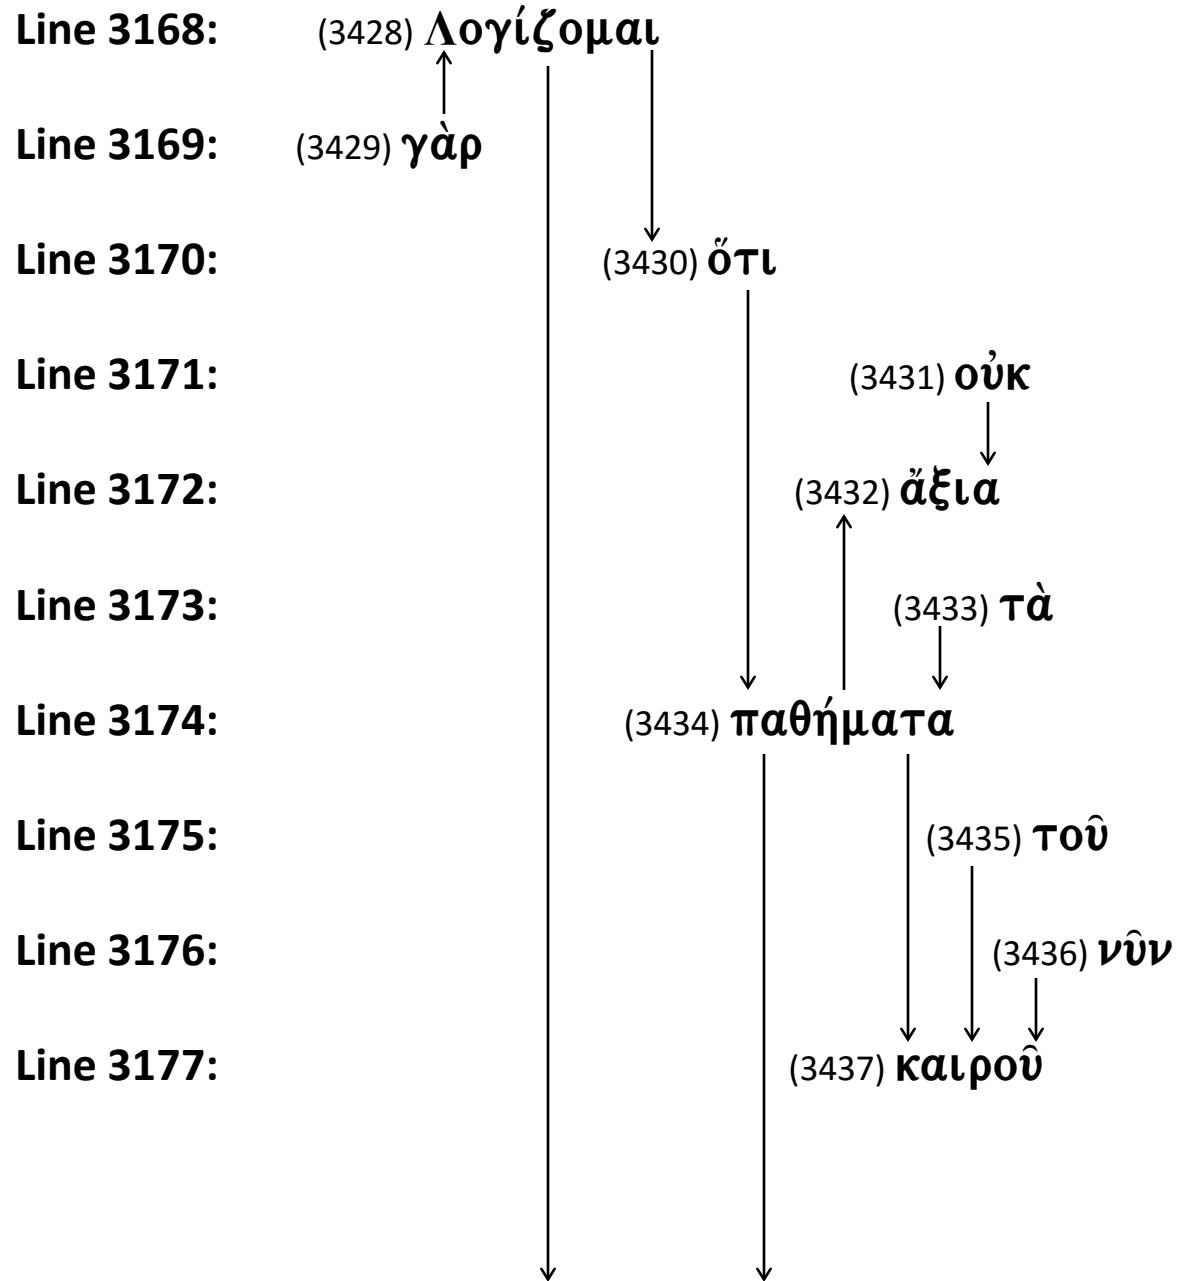 Line 3168: (3428) Λογίζομαι
Line 3169: (3429) γὰρ
Line 3170: (3430) ὅτι
Line 3171: (3431) οὐκ
Line 3172: (3432) ἄξια
Line 3173: (3433) τὰ
Line 3174: (3434) παθήματα
Line 3175: (3435) τοῦ
Line 3176: (3436) νῦν
Line 3177: (3437) καιροῦ